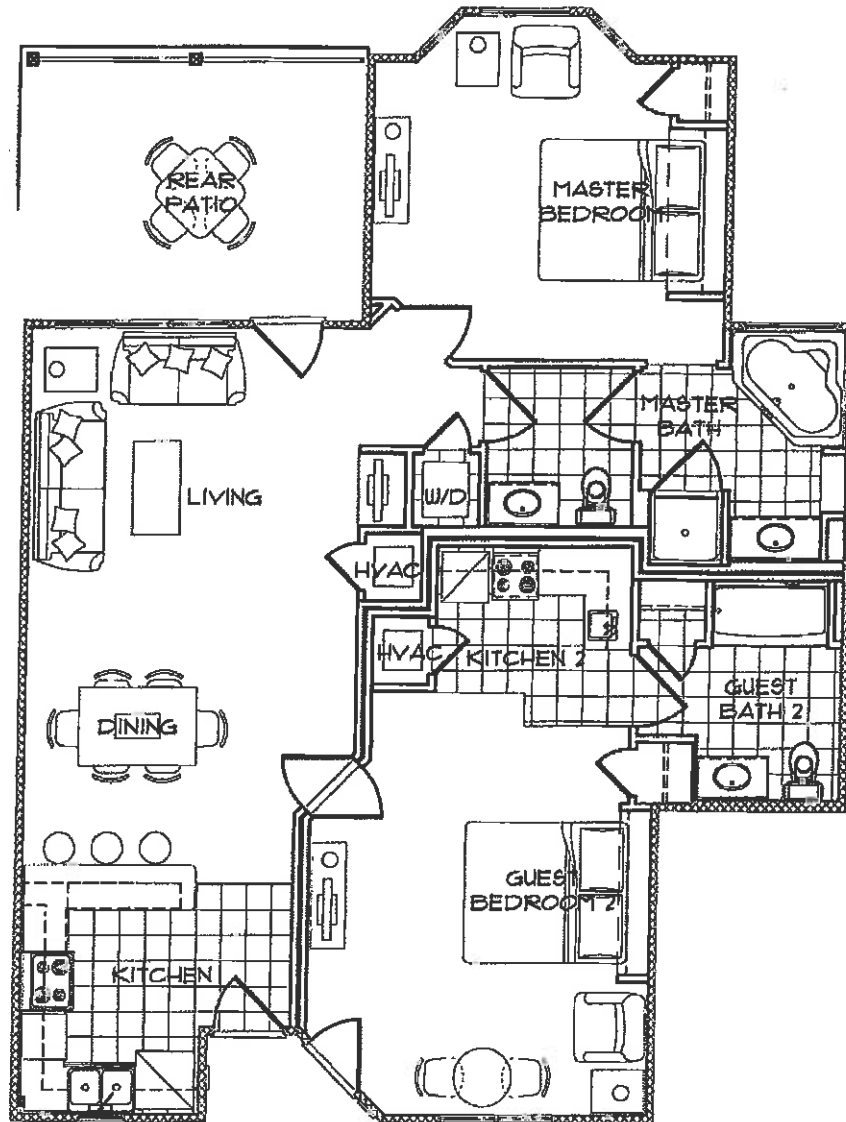 REAR
PATIO
MASTER
BEDROOM
MASTER
BATH
LIVING
W/D
HVAC
HVAC
KITCHEN 2
GUEST
BATH 2
DINING
GUEST
BEDROOM 2
KITCHEN